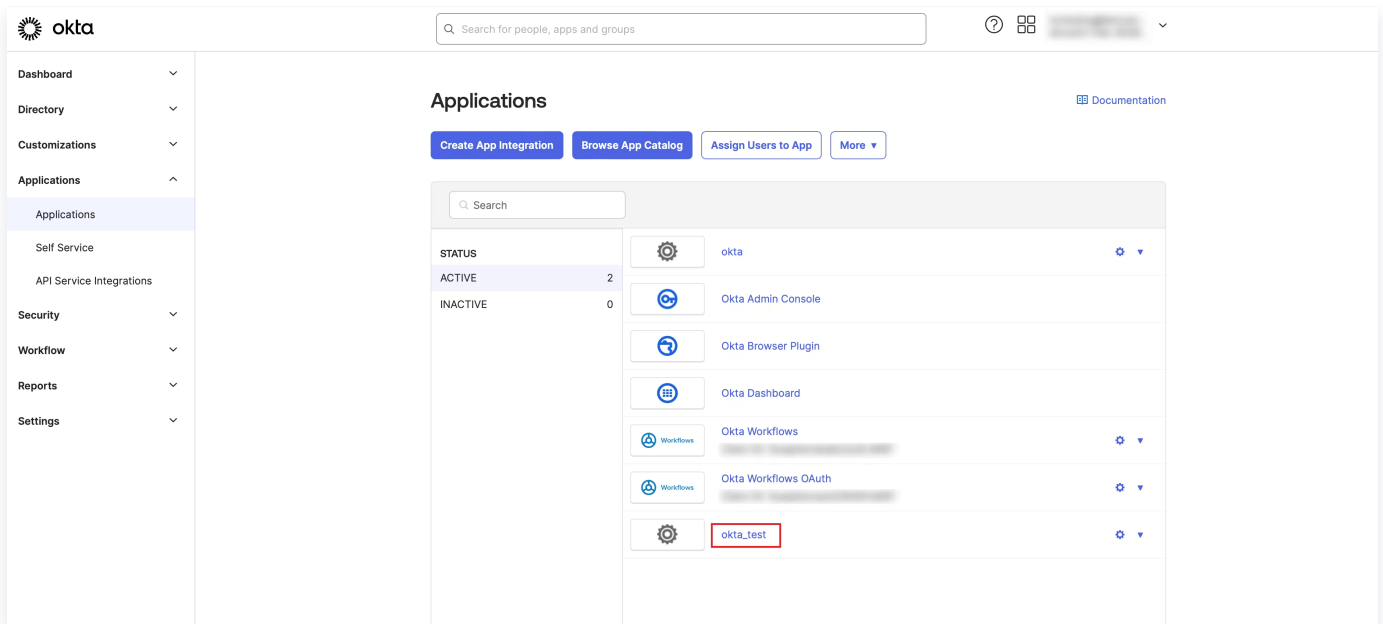 okta
Search for people, apps and groups
Dashboard
Directory
Customizations
Applications
Applications
Self Service
API Service Integrations
Security
Workflow
Reports
Settings
Applications
Documentation
Create App Integration
Browse App Catalog
Assign Users to App
More
Search
STATUS
ACTIVE 2
INACTIVE 0
okta
Okta Admin Console
Okta Browser Plugin
Okta Dashboard
Workflows
Okta Workflows
Workflows
Okta Workflows OAuth
okta_test